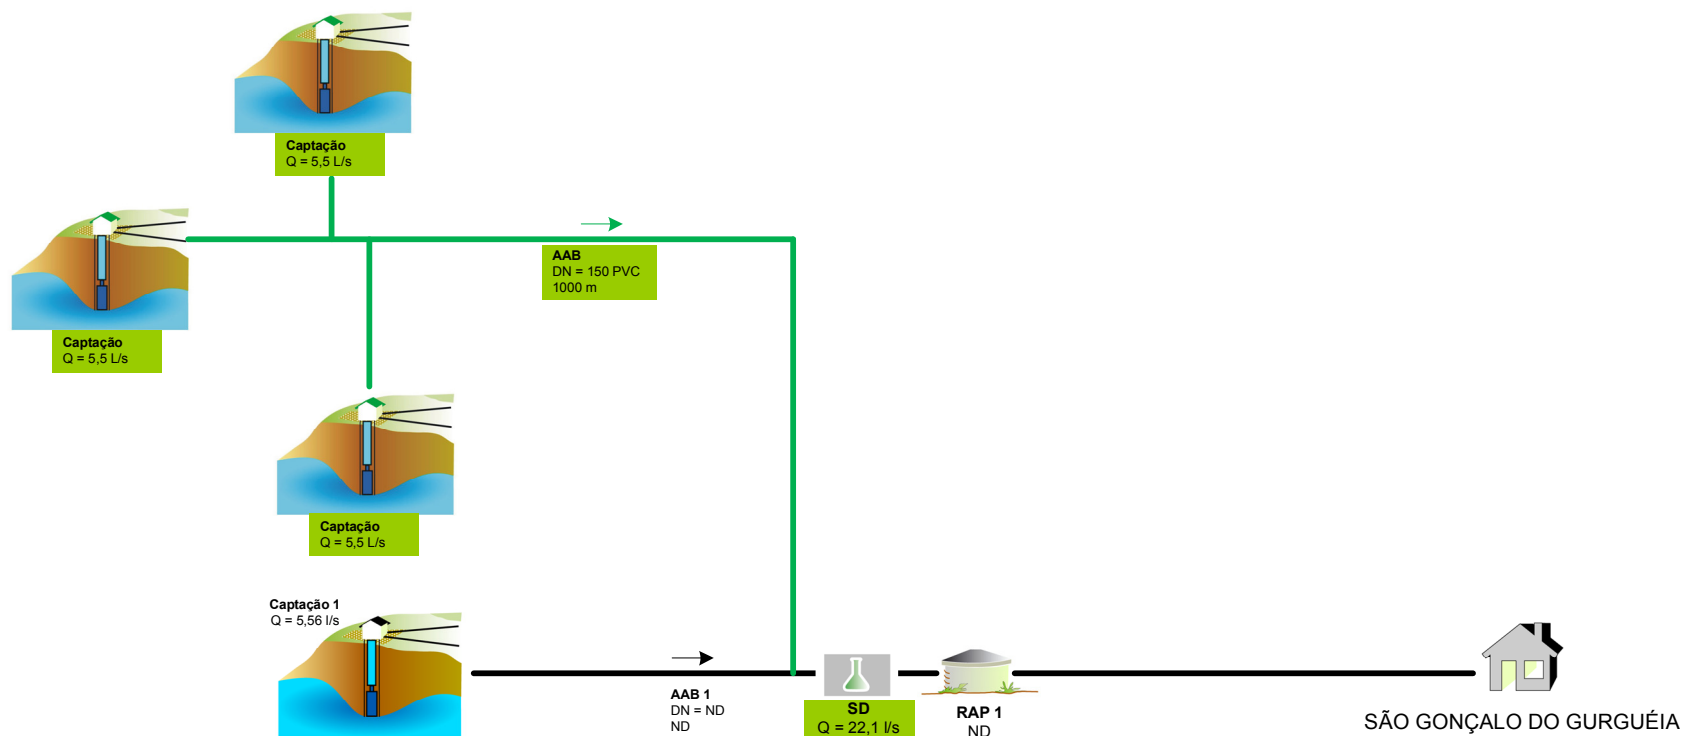 Captação
Q = 5,5 L/s
Captação
Q = 5,5 L/s
AAB
DN = 150 PVC
1000 m
Captação
Q = 5,5 L/s
Captação 1
Q = 5,56 l/s
AAB 1
DN = ND
ND
SD
Q = 22,1 l/s
RAP 1
ND
SÃO GONÇALO DO GURGUÉIA